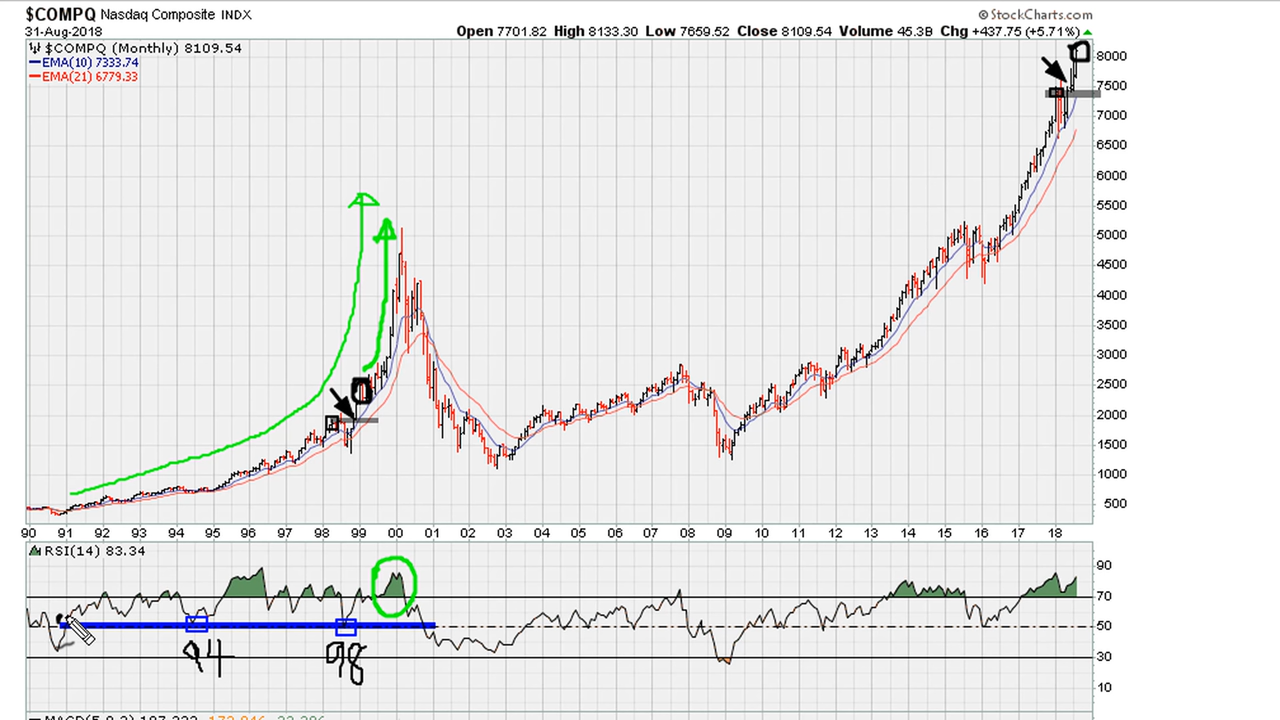 $COMPQ Nasdaq Composite INDX
© StockCharts.com
31-Aug-2018
Open 7701.82 High 8133.30 Low 7659.52 Close 8109.54 Volume 45.3B Chg +437.75 (+5.71%)
$COMPQ (Monthly) 8109.54
EMA(10) 7333.74
EMA(21) 6779.33
8000
7500
7000
6500
6000
5500
5000
4500
4000
3500
3000
2500
2000
1500
1000
500
90 91 92 93 94 95 96 97 98 99 00 01 02 03 04 05 06 07 08 09 10 11 12 13 14 15 16 17 18
RSI(14) 83.34
90
70
50
30
10
94 98